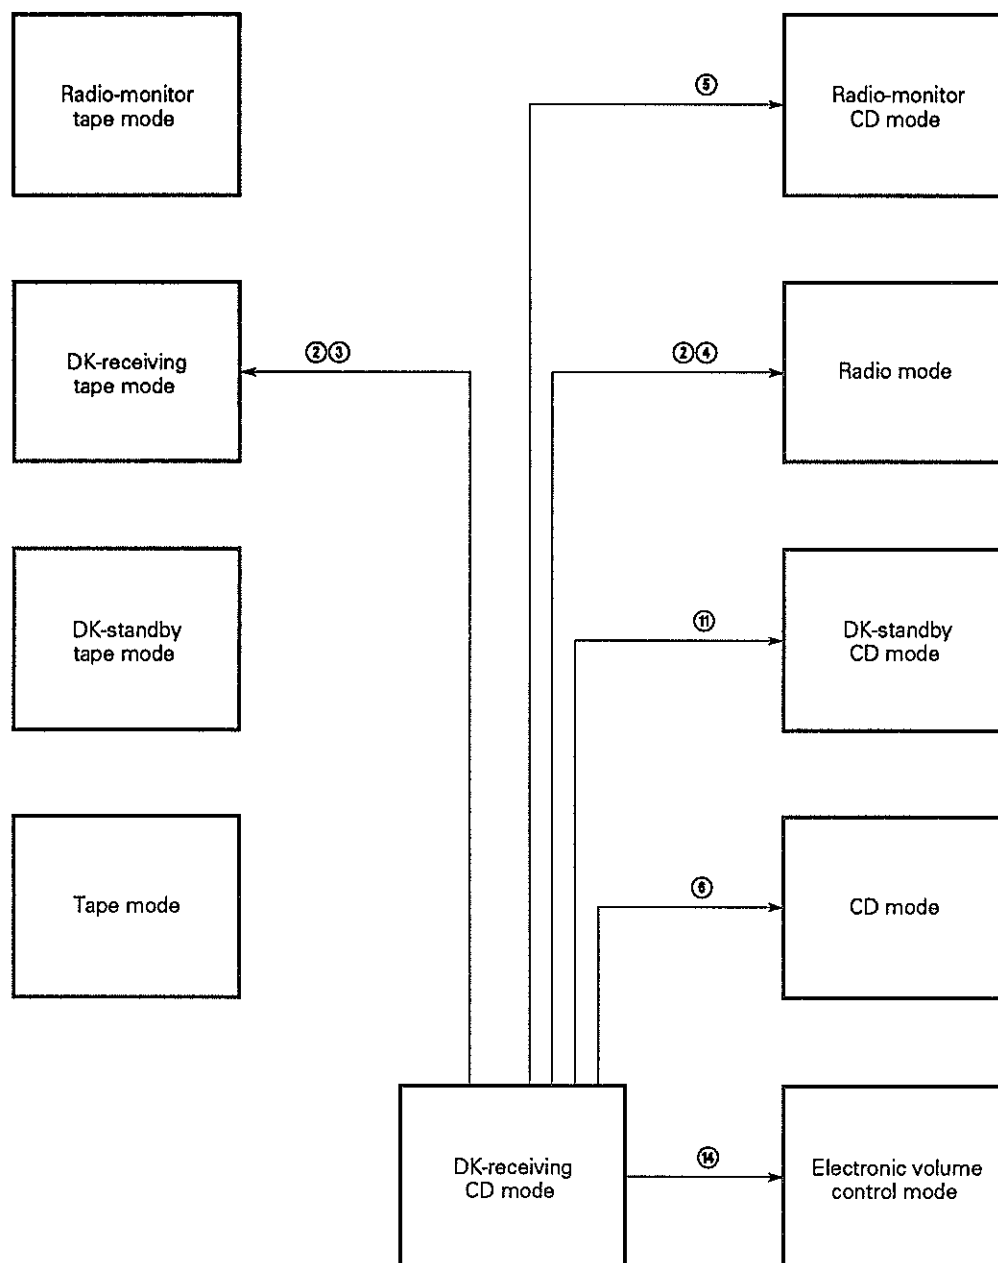 Radio-monitor
tape mode
⑤
Radio-monitor
CD mode
DK-receiving
tape mode
②③
②④
Radio mode
DK-standby
tape mode
⑪
DK-standby
CD mode
Tape mode
⑥
CD mode
DK-receiving
CD mode
⑭
Electronic volume
control mode